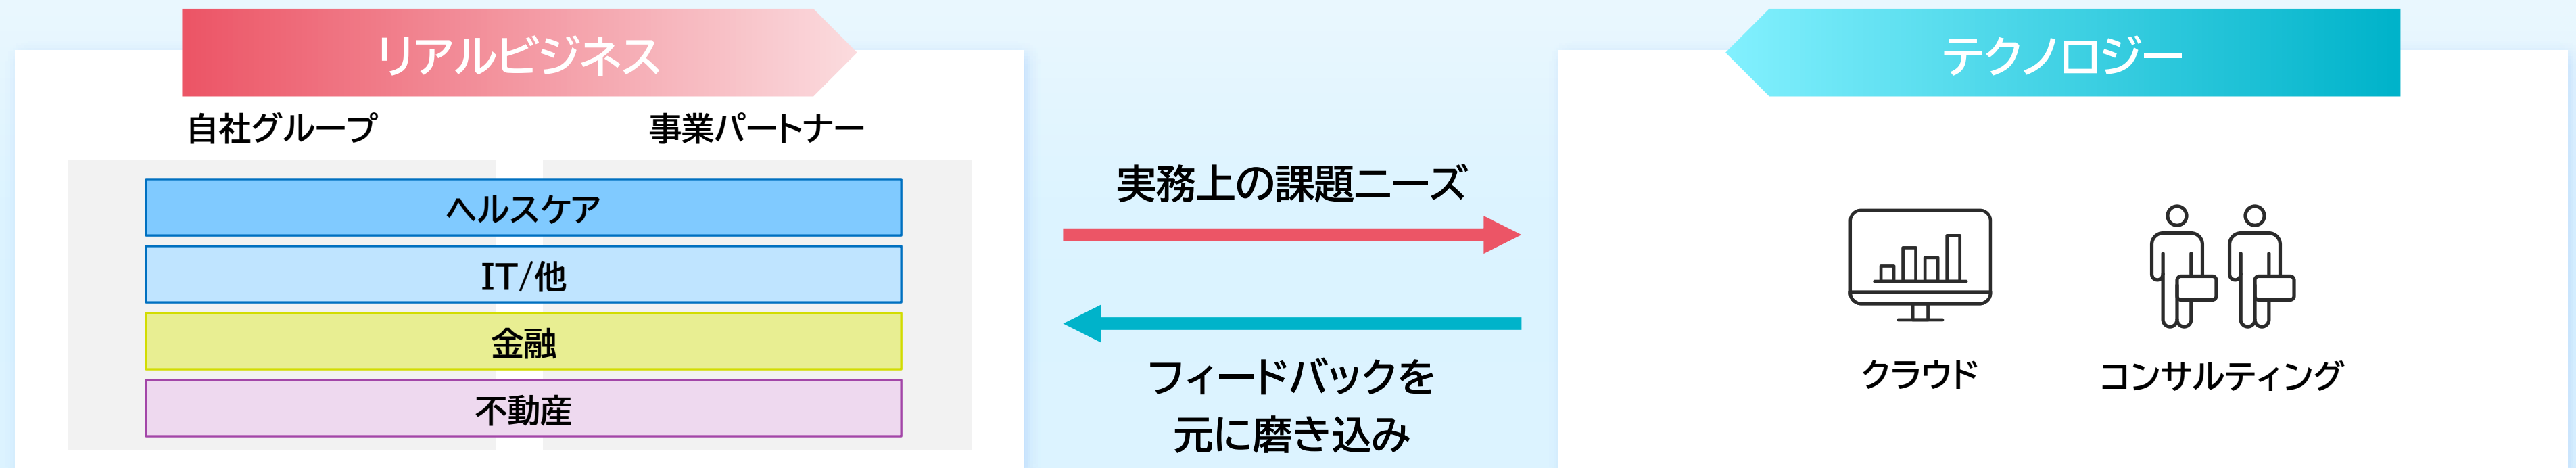 リアルビジネス
自社グループ
事業パートナー
ヘルスケア
IT/他
金融
不動産
実務上の課題ニーズ
フィードバックを
元に磨き込み
テクノロジー
クラウド
コンサルティング